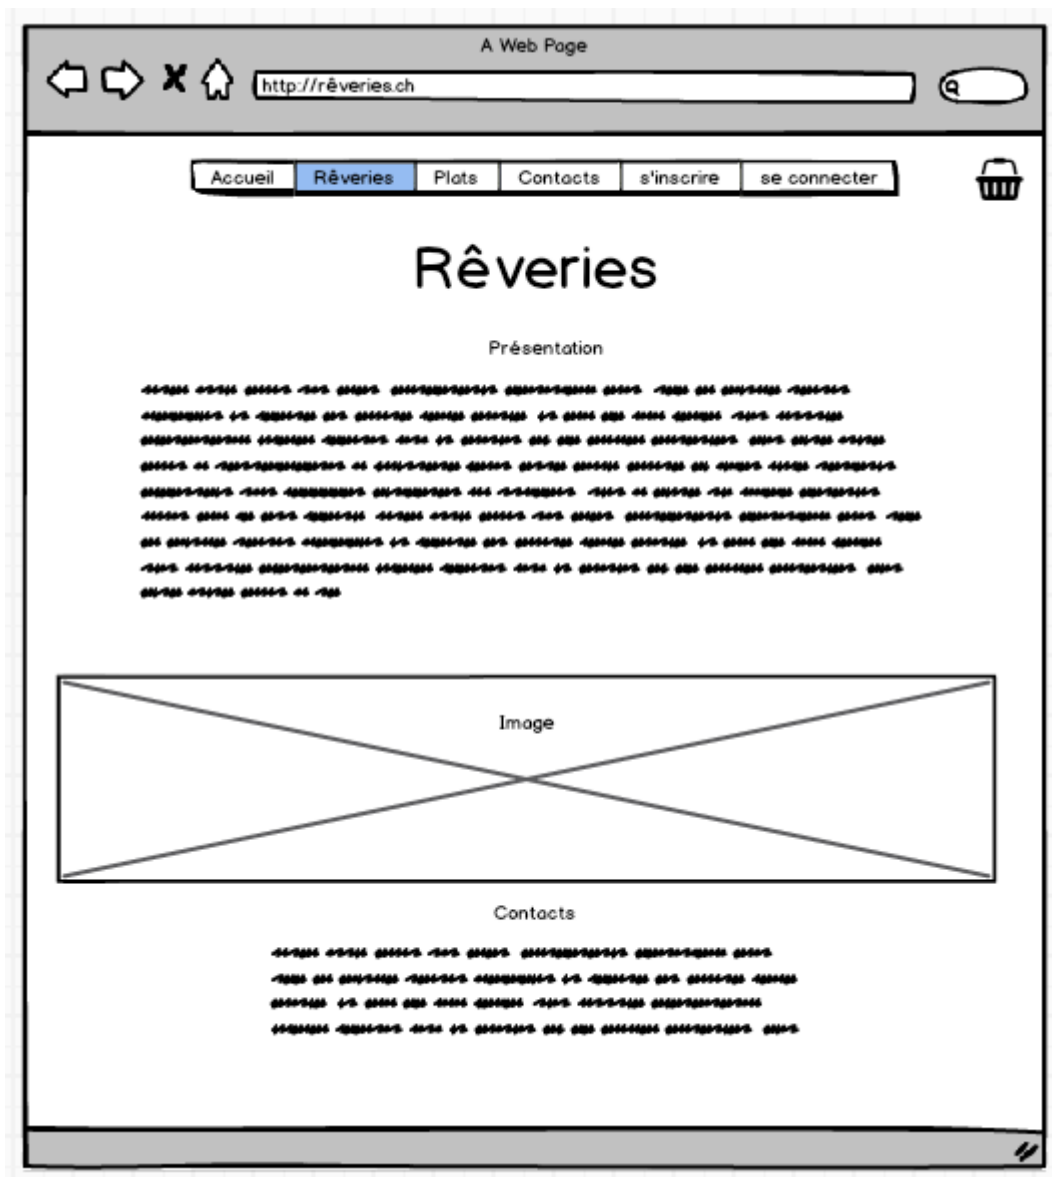 A Web Page
http://rêveries.ch
Accueil Rêveries Plats Contacts s'inscrire se connecter
Rêveries
Présentation
Image
Contacts